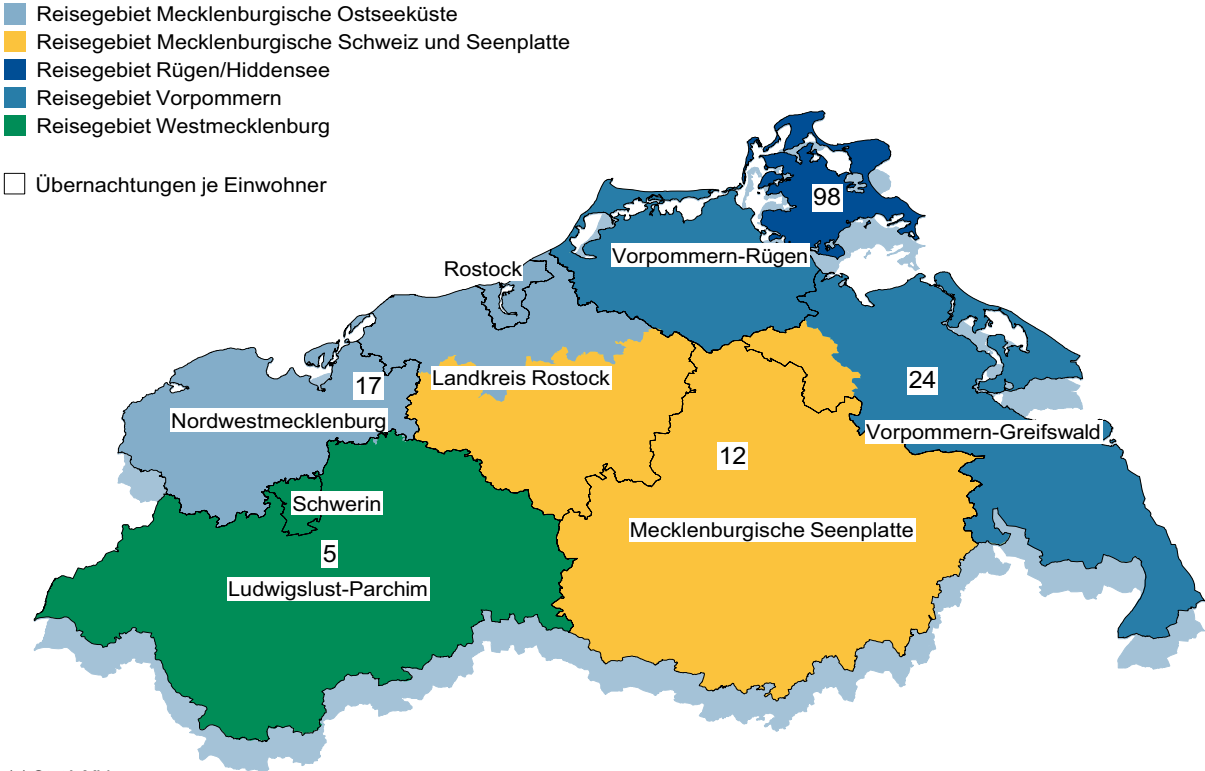 Reisegebiet Mecklenburgische Ostseeküste
Reisegebiet Mecklenburgische Schweiz und Seenplatte
Reisegebiet Rügen/Hiddensee
Reisegebiet Vorpommern
Reisegebiet Westmecklenburg
Übernachtungen je Einwohner
98
Vorpommern-Rügen
Rostock
Landkreis Rostock
17
24
Nordwestmecklenburg
Vorpommern-Greifswald
12
Schwerin
Mecklenburgische Seenplatte
5
Ludwigslust-Parchim